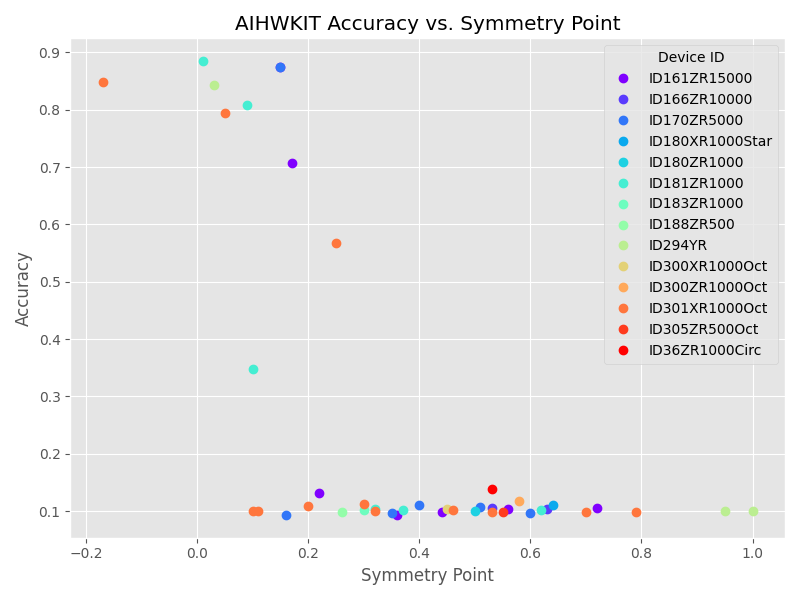 AIHWKIT Accuracy vs. Symmetry Point
Accuracy
0.9
0.8
0.7
0.6
0.5
0.4
0.3
0.2
0.1
Device ID
ID161ZR15000
ID166ZR10000
ID170ZR5000
ID180XR1000Star
ID180ZR1000
ID181ZR1000
ID183ZR1000
ID188ZR500
ID294YR
ID300XR1000Oct
ID300ZR1000Oct
ID301XR1000Oct
ID305ZR500Oct
ID36ZR1000Circ
−0.2 0.0 0.2 0.4 0.6 0.8 1.0
Symmetry Point